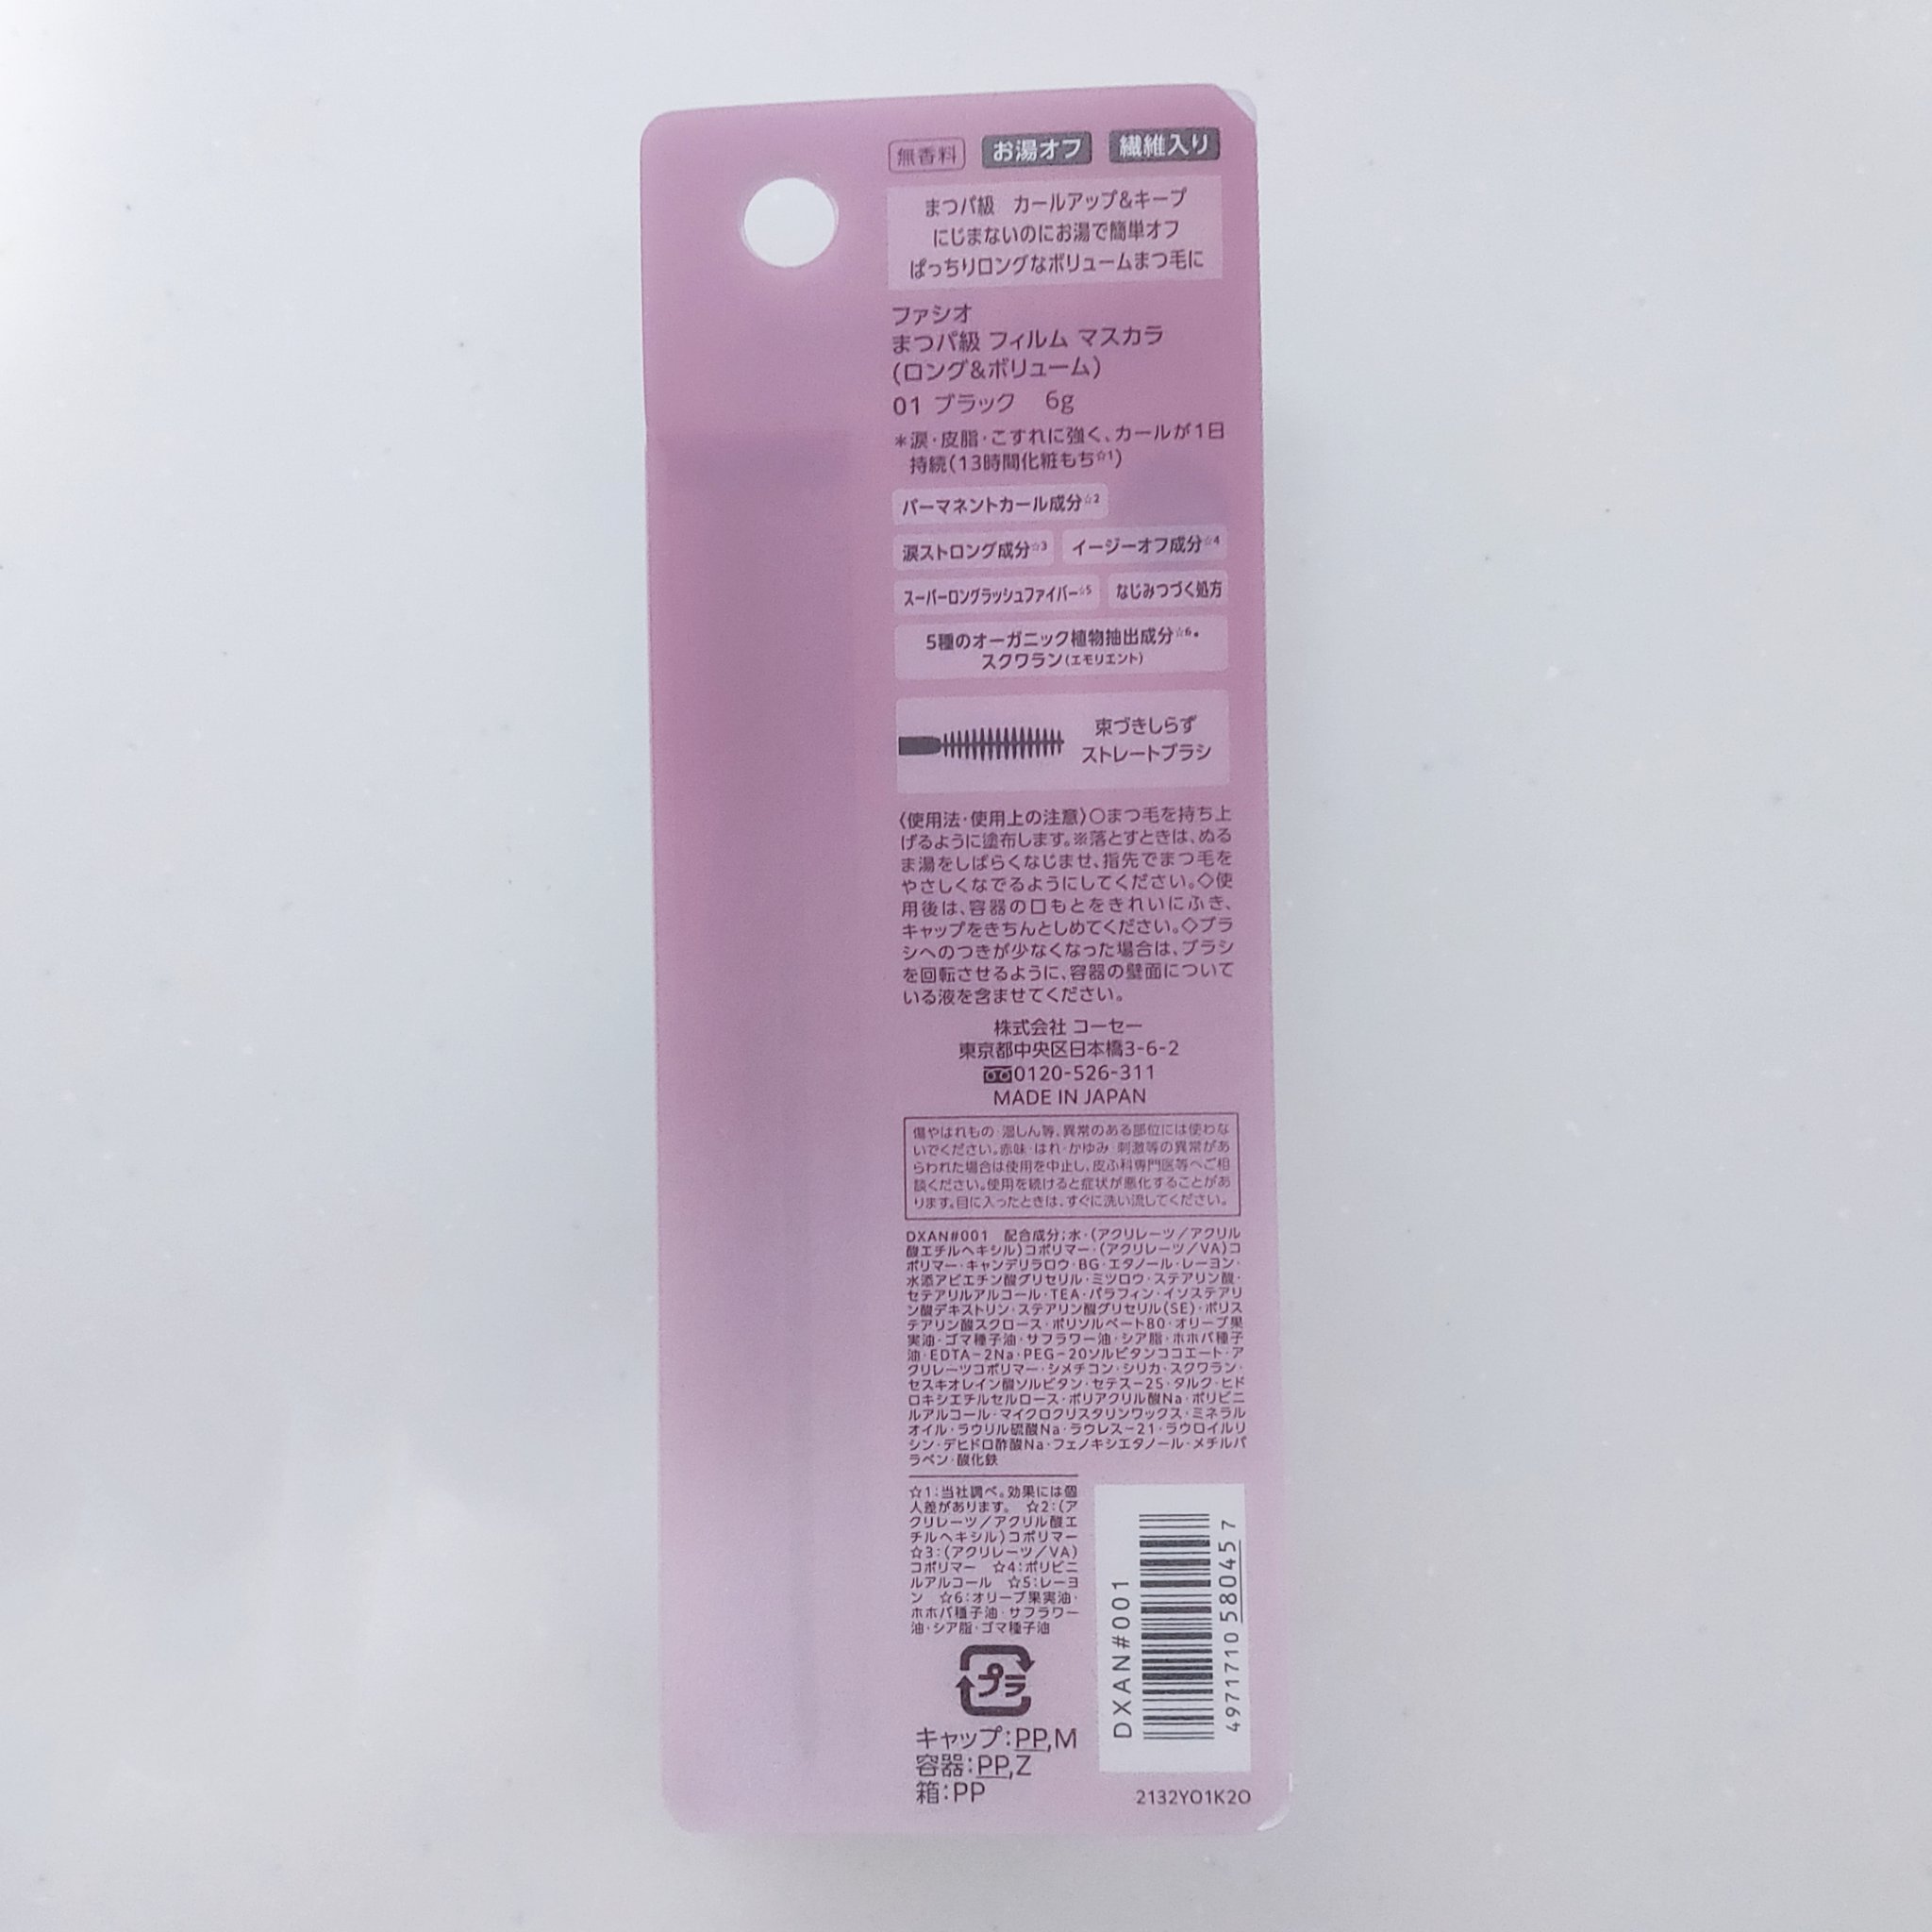 無香料 お湯オフ 繊維入り
まつパ級 カールアップ&キープ
にじまないのにお湯で簡単オフ
ぱっちりロングなボリュームまつ毛に
ファシオ
まつパ級 フィルム マスカラ
(ロング&ボリューム)
01 ブラック 6g
*涙・皮脂・こすれに強く、カールが1日
持続(13時間化粧もち☆1)
パーマネントカール成分☆2
涙ストロング成分☆3 イージーオフ成分☆4
スーパーロングラッシュファイバー☆5 なじみつづく処方
5種のオーガニック植物抽出成分☆6・
スクワラン(エモリエント)
束づきしらず
ストレートブラシ
〈使用法・使用上の注意〉○まつ毛を持ち上
げるように塗布します。※落とすときは、ぬる
ま湯をしばらくなじませ、指先でまつ毛を
やさしくなでるようにしてください。◇使
用後は、容器の口もとをきれいにふき、
キャップをきちんとしめてください。◇ブラ
シへのつきが少なくなった場合は、ブラシ
を回転させるように、容器の壁面について
いる液を含ませてください。
株式会社 コーセー
東京都中央区日本橋3-6-2
0120-526-311
MADE IN JAPAN
傷やはれもの・湿しん等、異常のある部位には使わな
いでください。赤味・はれ・かゆみ・刺激等の異常があ
らわれた場合は使用を中止し、皮ふ科専門医等へご相
談ください。使用を続けると症状が悪化することがあ
ります。目に入ったときは、すぐに洗い流してください。
DXAN#001 配合成分;水・(アクリレーツ/アクリル
酸エチルヘキシル)コポリマー・(アクリレーツ/VA)コ
ポリマー・キャンデリラロウ・BG・エタノール・レーヨン・
水添アビエチン酸グリセリル・ミツロウ・ステアリン酸・
セテアリルアルコール・TEA・パラフィン・イソステアリ
ン酸デキストリン・ステアリン酸グリセリル(SE)・ポリス
テアリン酸スクロース・ポリソルベート80・オリーブ果
実油・ゴマ種子油・サフラワー油・シア脂・ホホバ種子
油・EDTA-2Na・PEG-20ソルビタンココエート・ア
クリレーツコポリマー・シメチコン・シリカ・スクワラン・
セスキオレイン酸ソルビタン・セテス-25・タルク・ヒド
ロキシエチルセルロース・ポリアクリル酸Na・ポリビニ
ルアルコール・マイクロクリスタリンワックス・ミネラル
オイル・ラウリル硫酸Na・ラウレス-21・ラウロイルリ
シン・デヒドロ酢酸Na・フェノキシエタノール・メチルパ
ラベン・酸化鉄
☆1:当社調べ。効果には個
人差があります。 ☆2:(ア
クリレーツ/アクリル酸エ
チルヘキシル)コポリマー
☆3:(アクリレーツ/VA)
コポリマー ☆4:ポリビニ
ルアルコール ☆5:レーヨ
ン ☆6:オリーブ果実油・
ホホバ種子油・サフラワー
油・シア脂・ゴマ種子油
プラ
キャップ:PP,M
容器:PP,Z
箱:PP
DXAN#001
4971710 58045 7
2132YO1K2O